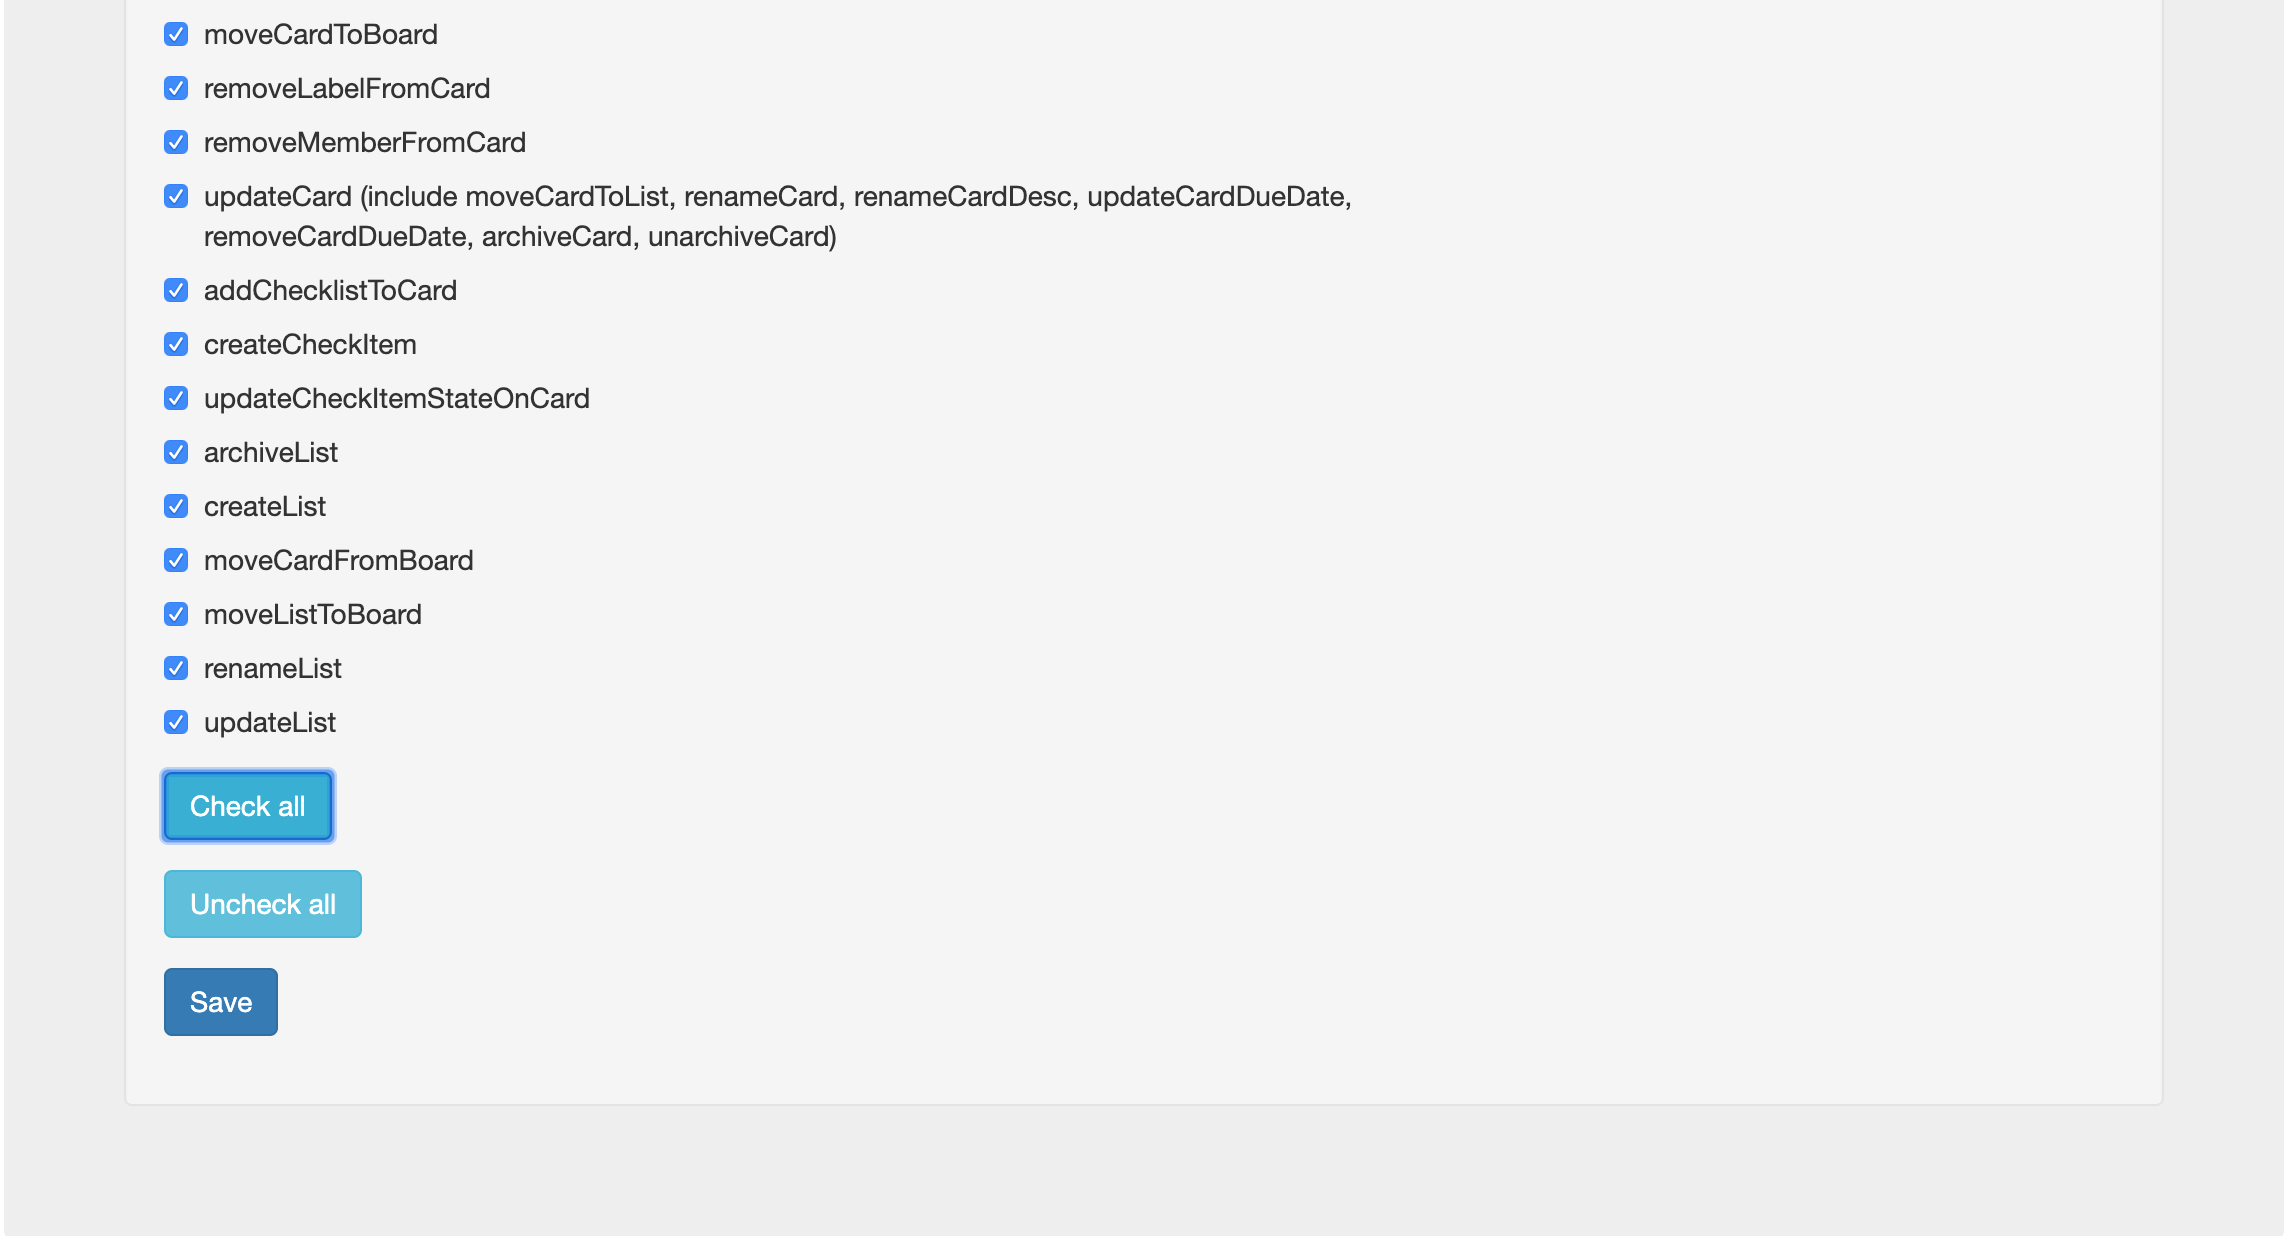 moveCardToBoard
removeLabelFromCard
removeMemberFromCard
updateCard (include moveCardToList, renameCard, renameCardDesc, updateCardDueDate,
removeCardDueDate, archiveCard, unarchiveCard)
addChecklistToCard
createCheckItem
updateCheckItemStateOnCard
archiveList
createList
moveCardFromBoard
moveListToBoard
renameList
updateList
Check all
Uncheck all
Save